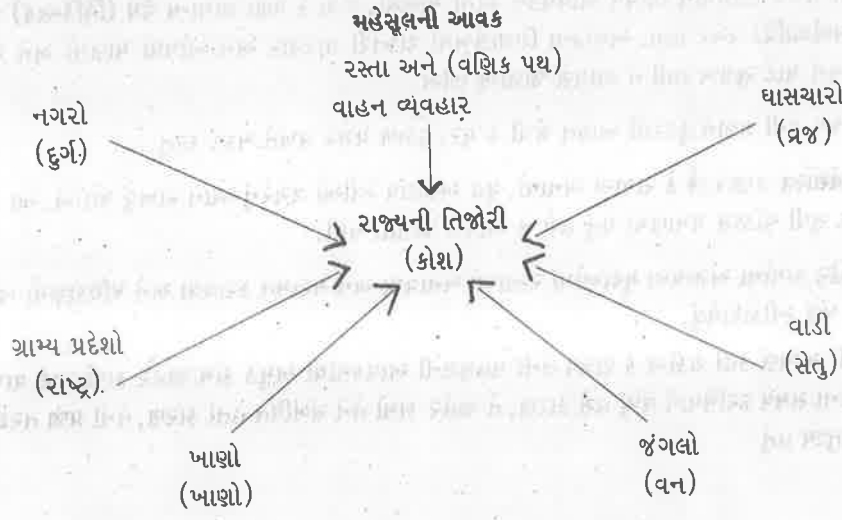 મહેસૂલની આવક
રસ્તા અને (વણિક પથ)
વાહન વ્યવહાર
નગરો
(દુર્ગ)
ઘાસચારો
(વ્રજ)
રાજ્યની તિજોરી
(કોશ)
ગ્રામ્ય પ્રદેશો
(રાષ્ટ્ર)
વાડી
(સેતુ)
ખાણો
(ખાણો)
જંગલો
(વન)